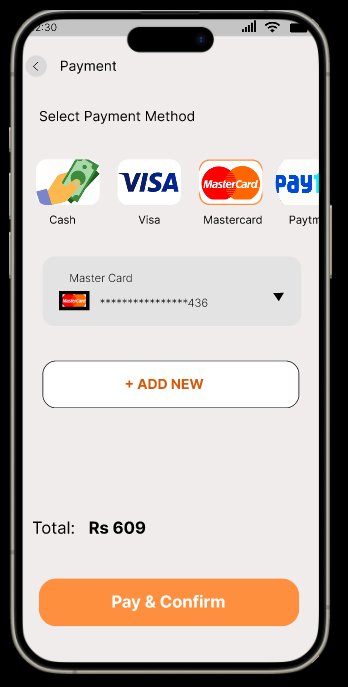 2:30
Payment
Select Payment Method
VISA MasterCard Payt
Cash Visa Mastercard Paytm
Master Card
MasterCard ****************436
+ ADD NEW
Total: Rs 609
Pay & Confirm